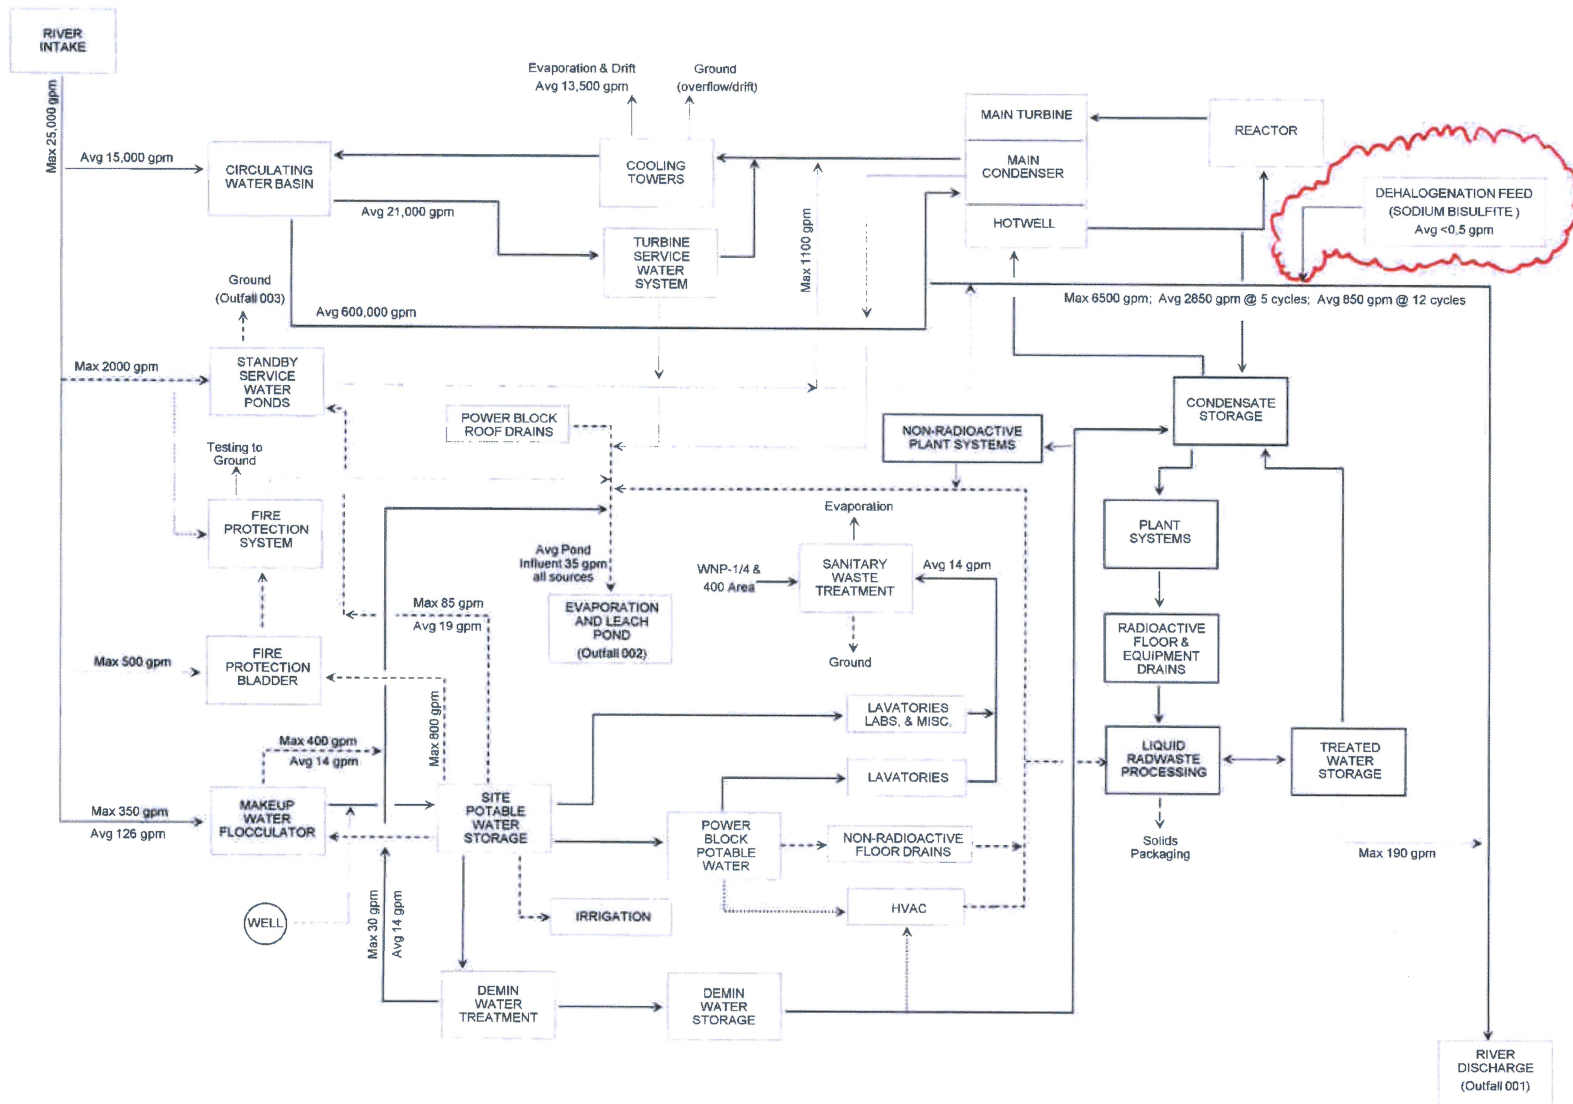 RIVER
INTAKE
Max 25,000 gpm
Avg 15,000 gpm
CIRCULATING
WATER BASIN
Evaporation & Drift
Avg 13,500 gpm
Ground
(overflow/drift)
COOLING
TOWERS
MAIN TURBINE
MAIN
CONDENSER
HOTWELL
REACTOR
DEHALOGENATION FEED
(SODIUM BISULFITE )
Avg <0.5 gpm
Avg 21,000 gpm
TURBINE
SERVICE
WATER
SYSTEM
Max 1100 gpm
Ground
(Outfall 003)
Avg 600,000 gpm
Max 6500 gpm; Avg 2850 gpm @ 5 cycles; Avg 850 gpm @ 12 cycles
Max 2000 gpm
STANDBY
SERVICE
WATER
PONDS
POWER BLOCK
ROOF DRAINS
NON-RADIOACTIVE
PLANT SYSTEMS
CONDENSATE
STORAGE
Testing to
Ground
FIRE
PROTECTION
SYSTEM
Avg Pond
Influent 35 gpm
all sources
Evaporation
WNP-1/4 &
400 Area
SANITARY
WASTE
TREATMENT
Avg 14 gpm
PLANT
SYSTEMS
Max 85 gpm
Avg 19 gpm
EVAPORATION
AND LEACH
POND
(Outfall 002)
Ground
RADIOACTIVE
FLOOR &
EQUIPMENT
DRAINS
Max 500 gpm
FIRE
PROTECTION
BLADDER
Max 800 gpm
LAVATORIES
LABS, & MISC.
Max 400 gpm
Avg 14 gpm
LIQUID
RADWASTE
PROCESSING
TREATED
WATER
STORAGE
LAVATORIES
Max 350 gpm
Avg 126 gpm
MAKEUP
WATER
FLOCCULATOR
SITE
POTABLE
WATER
STORAGE
POWER
BLOCK
POTABLE
WATER
NON-RADIOACTIVE
FLOOR DRAINS
Solids
Packaging
Max 190 gpm
WELL
Max 30 gpm
Avg 14 gpm
IRRIGATION
HVAC
DEMIN
WATER
TREATMENT
DEMIN
WATER
STORAGE
RIVER
DISCHARGE
(Outfall 001)